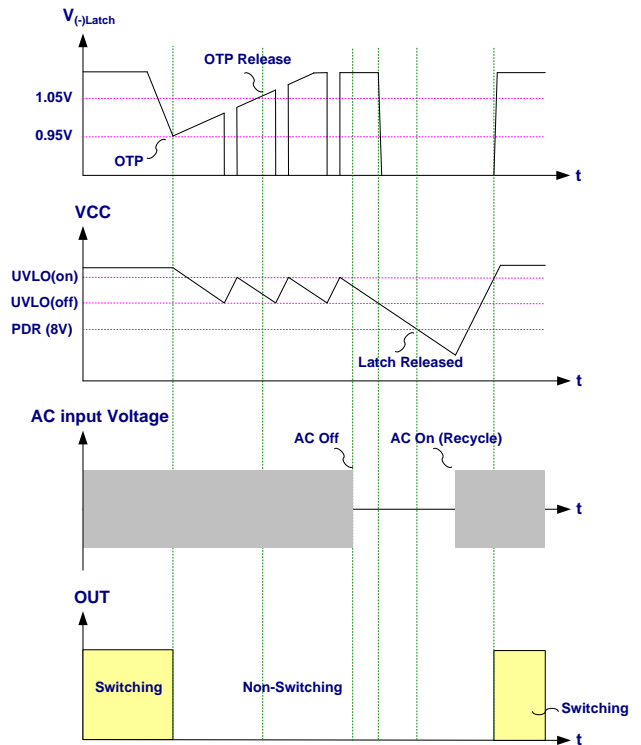 V(-)Latch
OTP Release
1.05V
0.95V
OTP
t
VCC
UVLO(on)
UVLO(off)
PDR (8V)
Latch Released
t
AC input Voltage
AC Off
AC On (Recycle)
t
OUT
Switching
Non-Switching
Switching
t